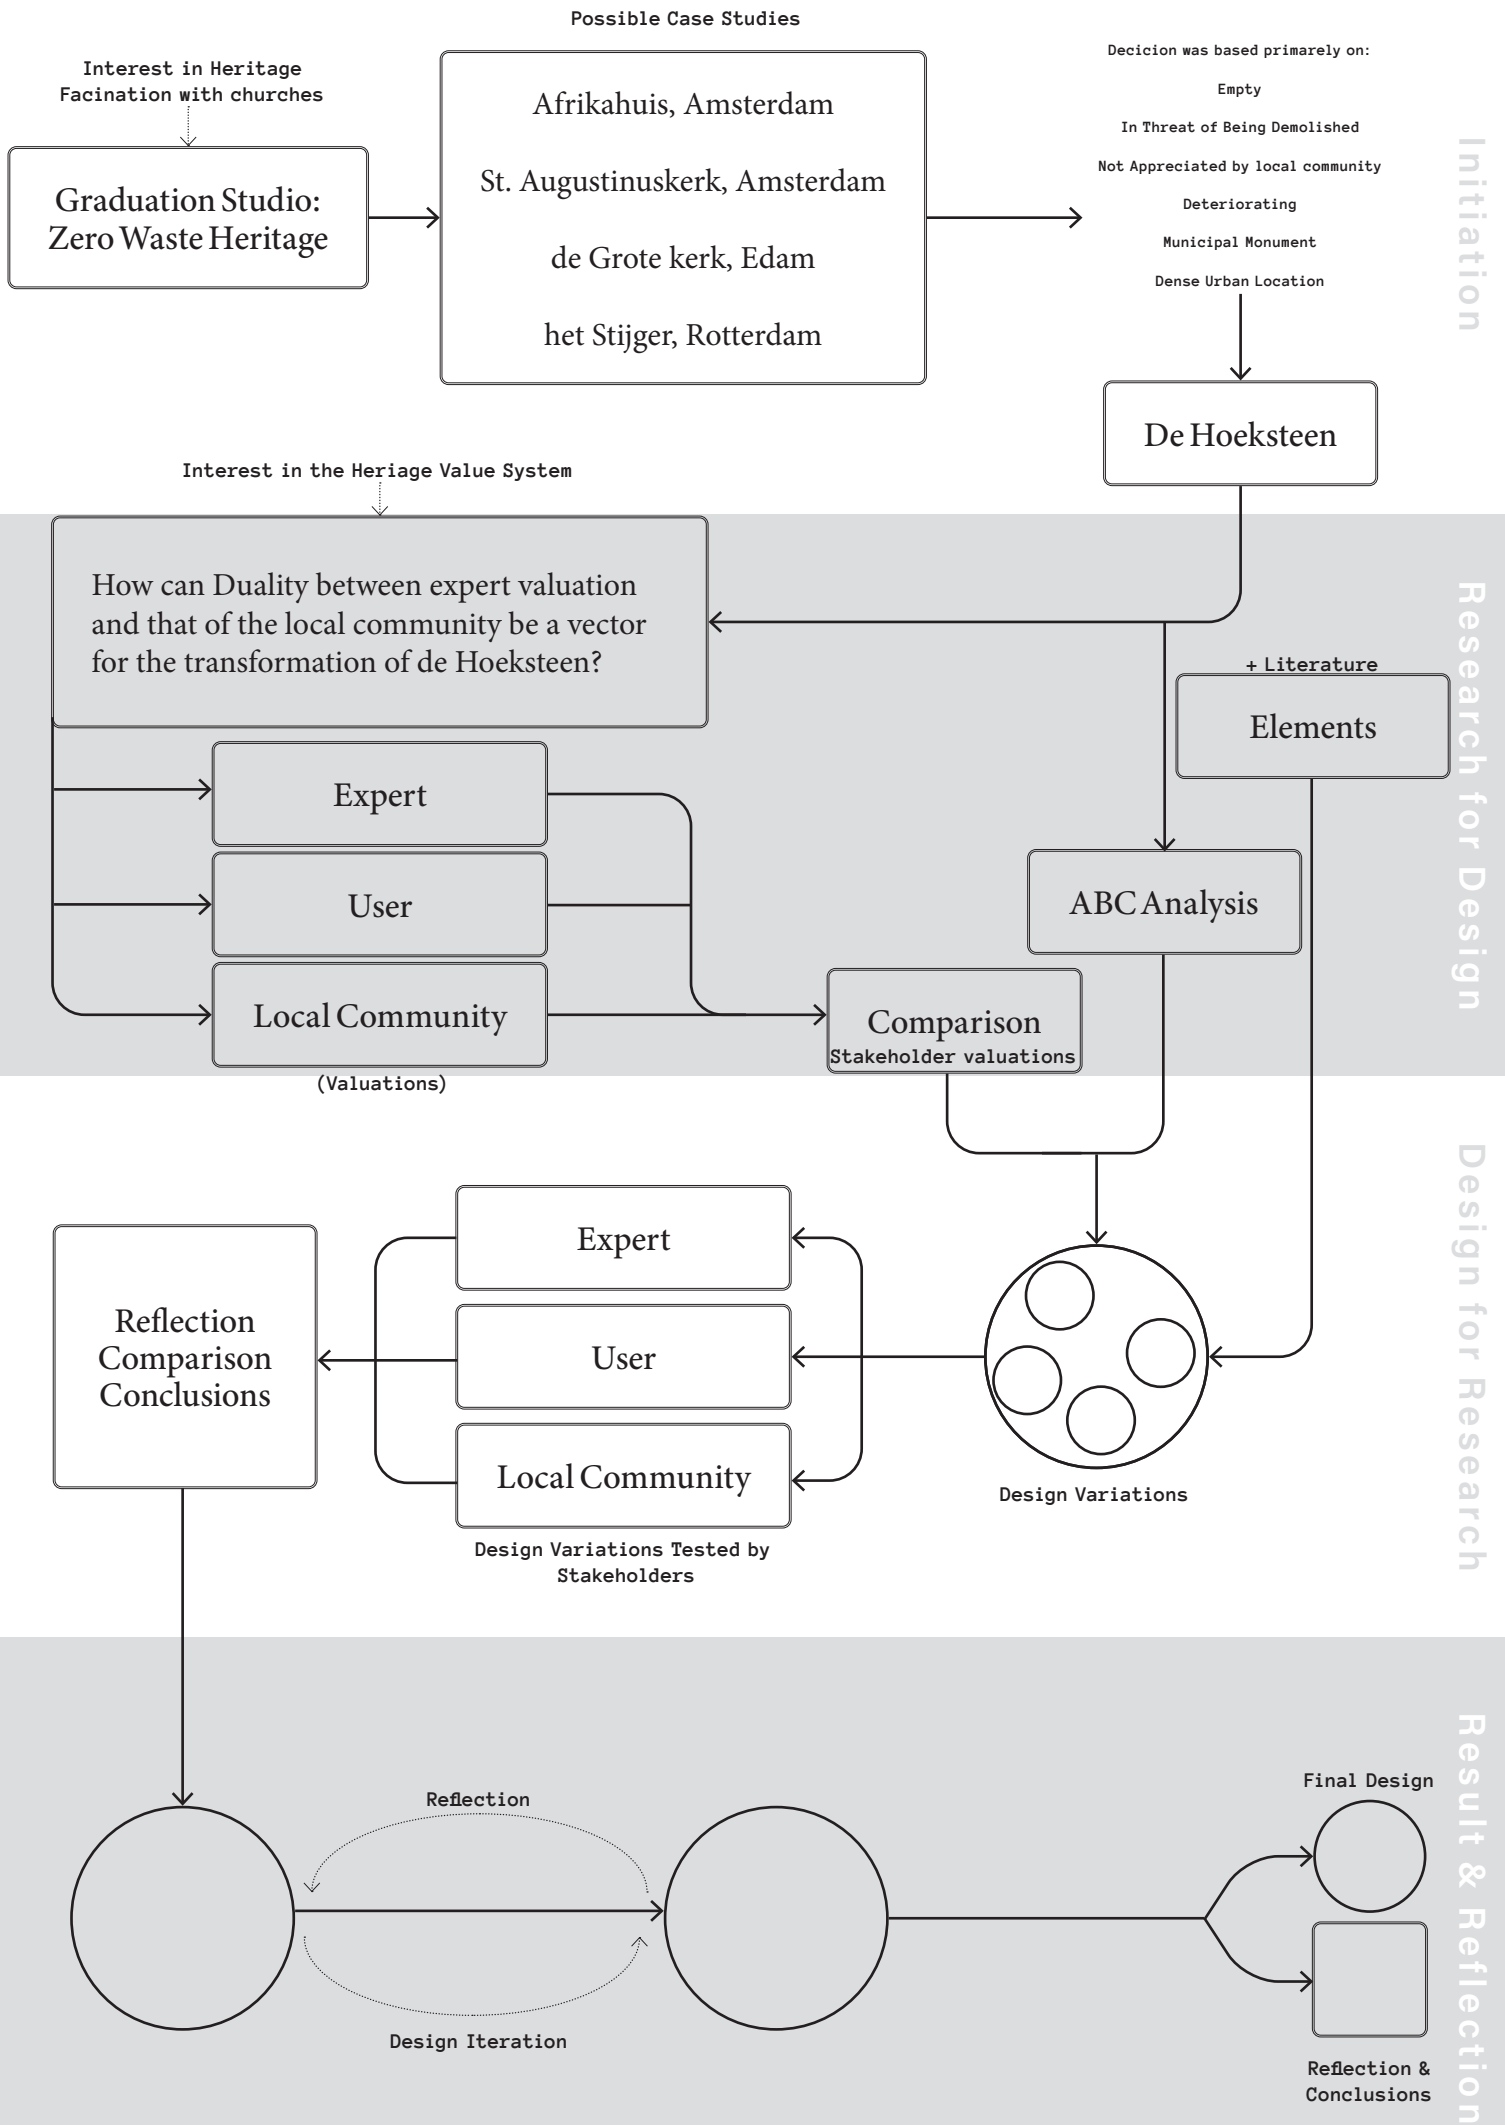 Possible Case Studies
Interest in Heritage
Facination with churches
Graduation Studio:
Zero Waste Heritage
Afrikahuis, Amsterdam
St. Augustinuskerk, Amsterdam
de Grote kerk, Edam
het Stijger, Rotterdam
Decicion was based primarely on:
Empty
In Threat of Being Demolished
Not Appreciated by local community
Deteriorating
Municipal Monument
Dense Urban Location
Initiation
De Hoeksteen
Interest in the Heriage Value System
How can Duality between expert valuation
and that of the local community be a vector
for the transformation of de Hoeksteen?
+ Literature
Elements
Expert
User
Local Community
(Valuations)
ABC Analysis
Comparison
Stakeholder valuations
Research for Design
Expert
User
Local Community
Design Variations Tested by
Stakeholders
Reflection
Comparison
Conclusions
Design Variations
Design for Research
Reflection
Design Iteration
Final Design
Reflection &
Conclusions
Result & Reflection